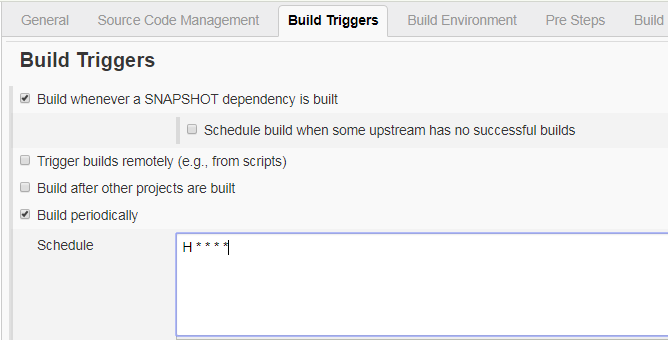 General Source Code Management Build Triggers Build Environment Pre Steps Build
Build Triggers
Build whenever a SNAPSHOT dependency is built
Schedule build when some upstream has no successful builds
Trigger builds remotely (e.g., from scripts)
Build after other projects are built
Build periodically
Schedule H * * * *